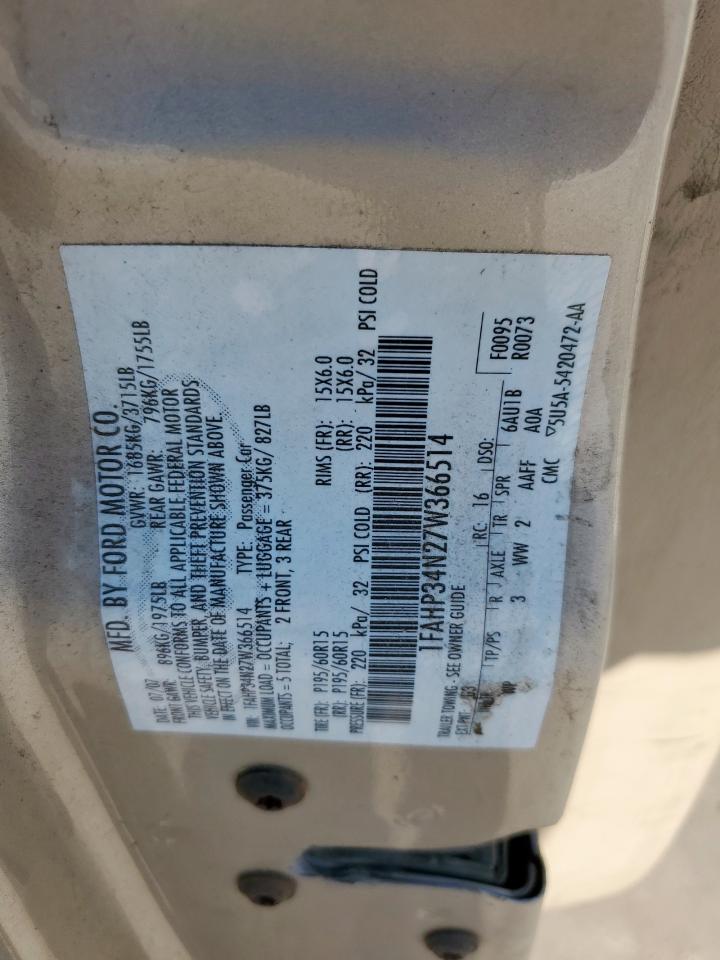 MFD. BY FORD MOTOR CO.
DATE: 07/07 GVWR: 1685KG/3715LB
FRONT GAWR: 896KG/1975LB REAR GAWR: 796KG/1755LB
THIS VEHICLE CONFORMS TO ALL APPLICABLE FEDERAL MOTOR
VEHICLE SAFETY, BUMPER, AND THEFT PREVENTION STANDARDS
IN EFFECT ON THE DATE OF MANUFACTURE SHOWN ABOVE
VIN: 1FAHP34N27W366514 TYPE: Passenger Car
MAXIMUM LOAD = OCCUPANTS + LUGGAGE = 375KG/ 827LB
OCCUPANTS = 5 TOTAL: 2 FRONT, 3 REAR
TIRE (FR): P195/60R15 RIMS (FR): 15X6.0
(RR): P195/60R15 (RR): 15X6.0
PRESSURE (FR): 220 kPa/ 32 PSI COLD (RR): 220 kPa/ 32 PSI COLD
1FAHP34N27W366514
TRAILER TOWING - SEE OWNER GUIDE
EXT PNT: RC: 16 DSO: F0095
TP/PS R AXLE TR SPR 6AU1B R0073
WP 3 WW 2 AAFF A0A
CMC ▽5U5A-5420472-AA